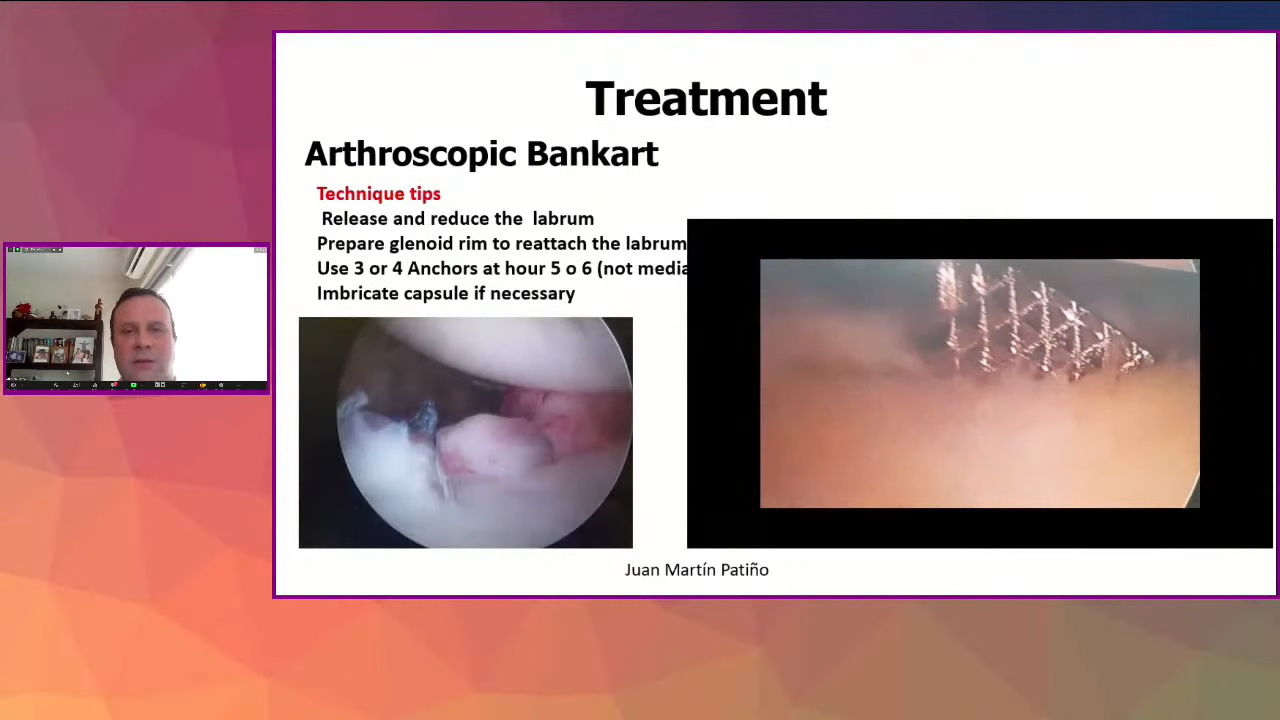 Treatment
Arthroscopic Bankart
Technique tips
Release and reduce the labrum
Prepare glenoid rim to reattach the labrum
Use 3 or 4 Anchors at hour 5 o 6 (not media
Imbricate capsule if necessary
Juan Martín Patiño